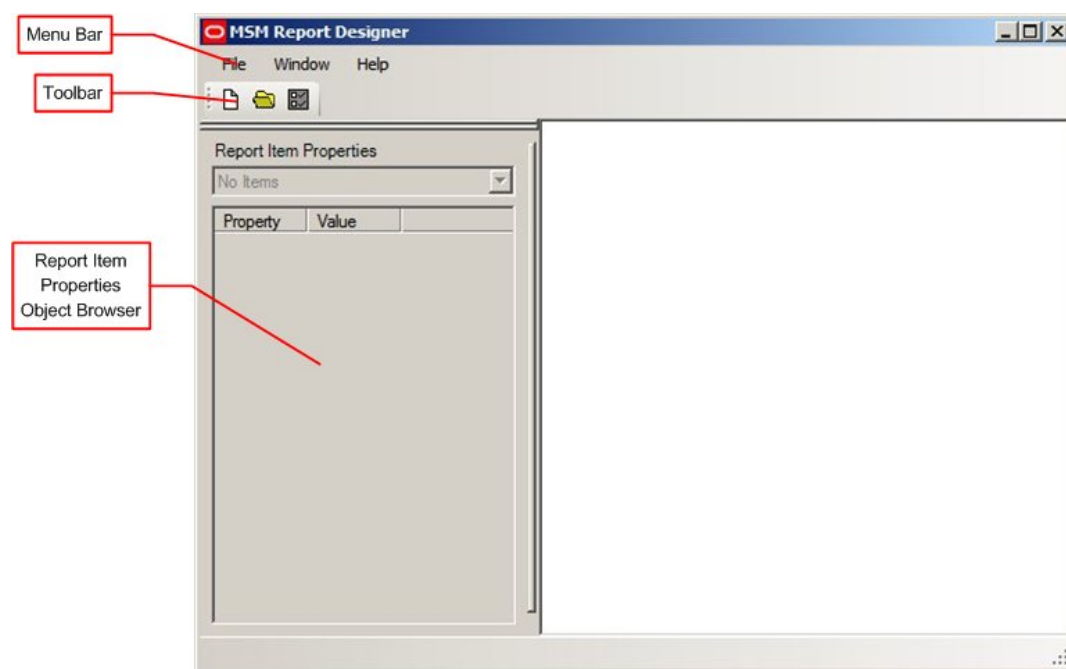 Menu Bar
MSM Report Designer
File Window Help
Toolbar
Report Item Properties
No Items
Property Value
Report Item
Properties
Object Browser